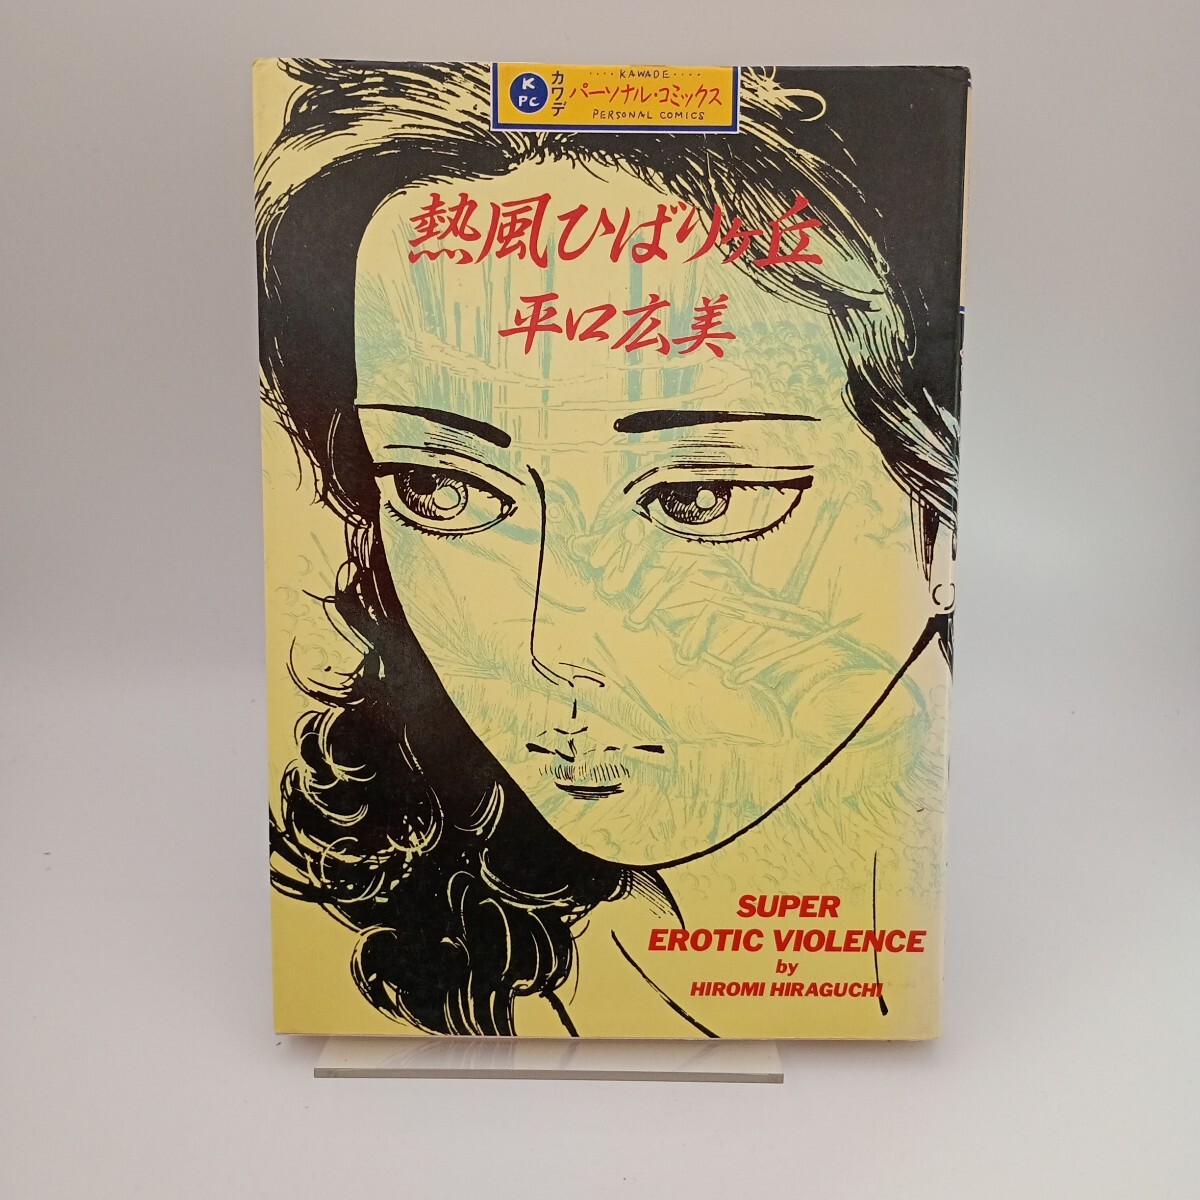 K
PC
カワデ
KAWADE
パーソナル・コミックス
PERSONAL COMICS
熱風ひばりヶ丘
平口広美
SUPER
EROTIC VIOLENCE
by
HIROMI HIRAGUCHI